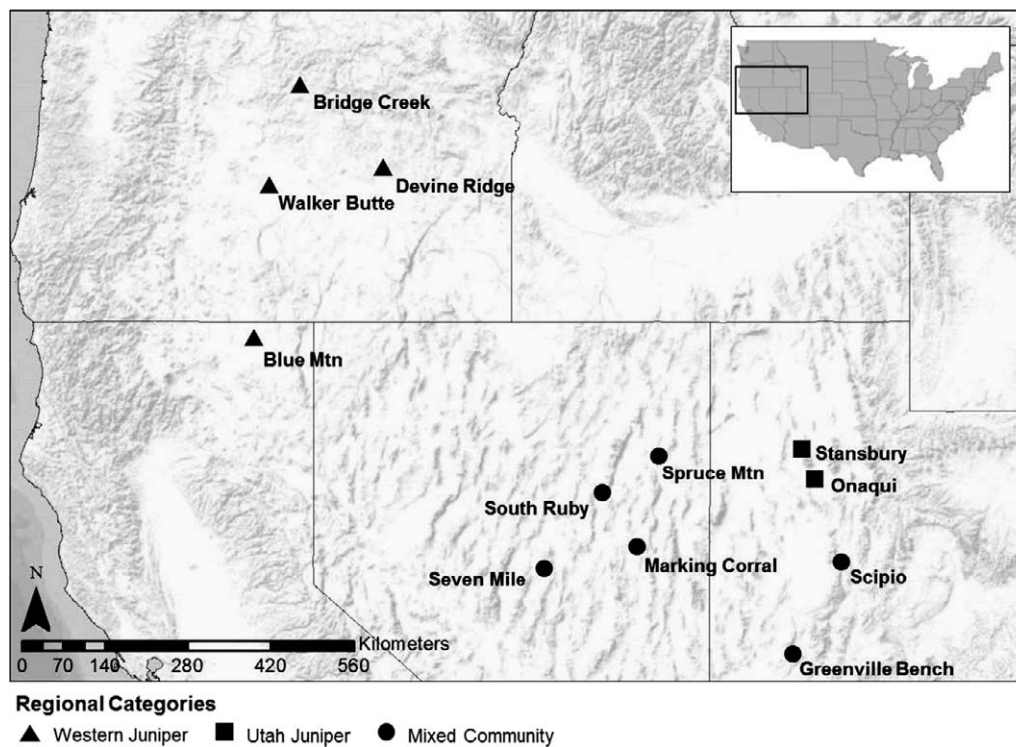 Bridge Creek
Devine Ridge
Walker Butte
Blue Mtn
Stansbury
Spruce Mtn
Onaqui
South Ruby
Marking Corral
Scipio
Seven Mile
N
Kilometers
0 70 140 280 420 560
Greenville Bench
Regional Categories
Western Juniper Utah Juniper Mixed Community